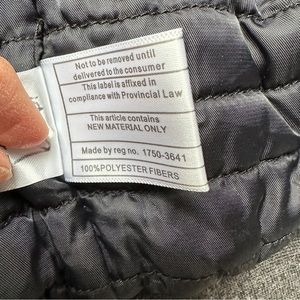 Not to be removed until
delivered to the consumer
This label is affixed in
compliance with Provincial Law
This article contains
NEW MATERIAL ONLY
Made by reg no. 1750-3641
100%POLYESTER FIBERS